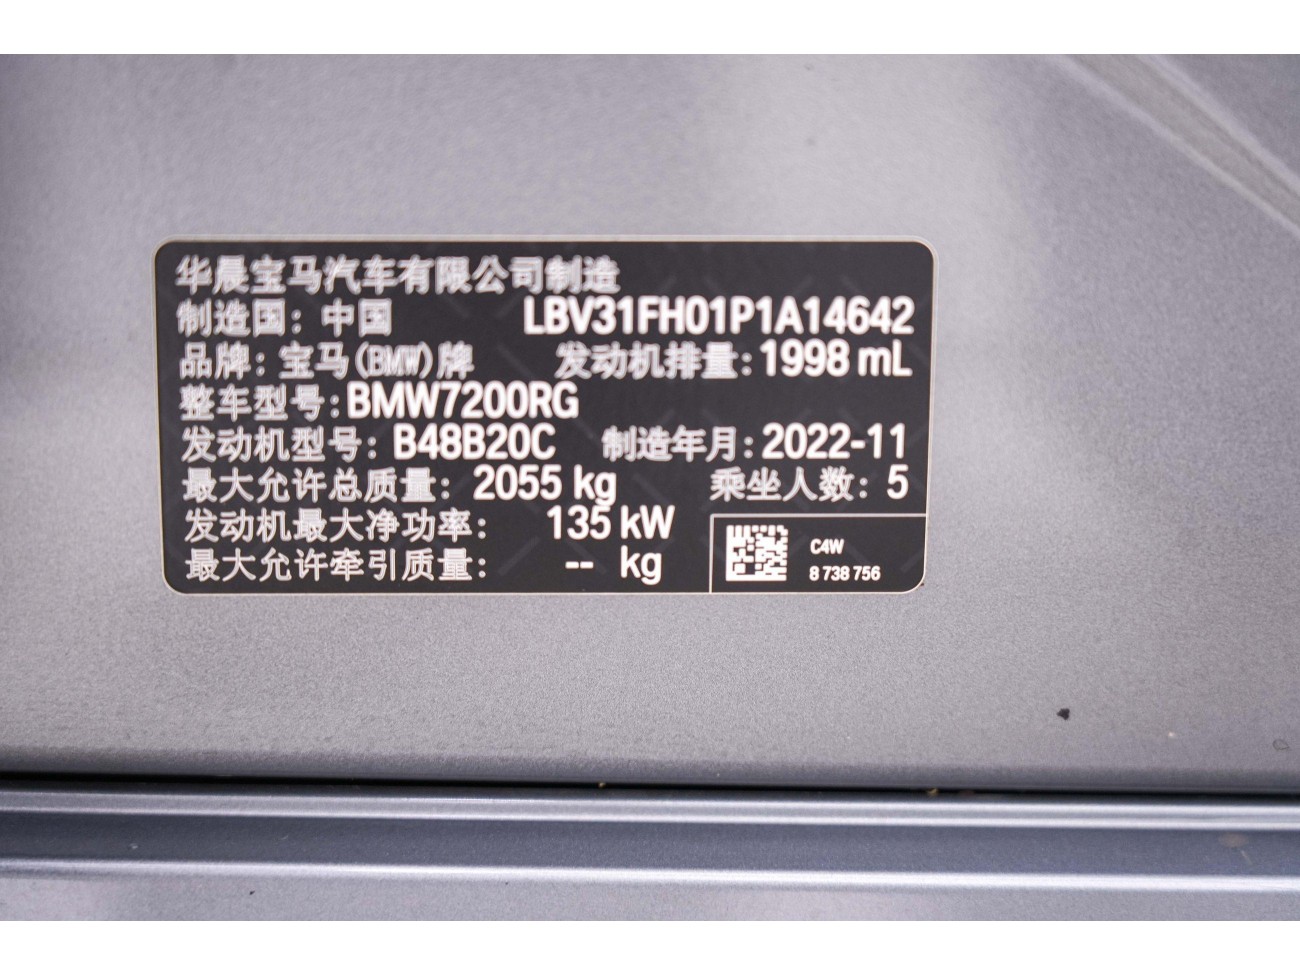 华晨宝马汽车有限公司制造
制造国：中国 LBV31FH01P1A14642
品牌：宝马(BMW)牌 发动机排量：1998 mL
整车型号：BMW7200RG
发动机型号：B48B20C 制造年月：2022-11
最大允许总质量：2055 kg 乘坐人数：5
发动机最大净功率：135 kW
最大允许牵引质量：-- kg
C4W
8 738 756